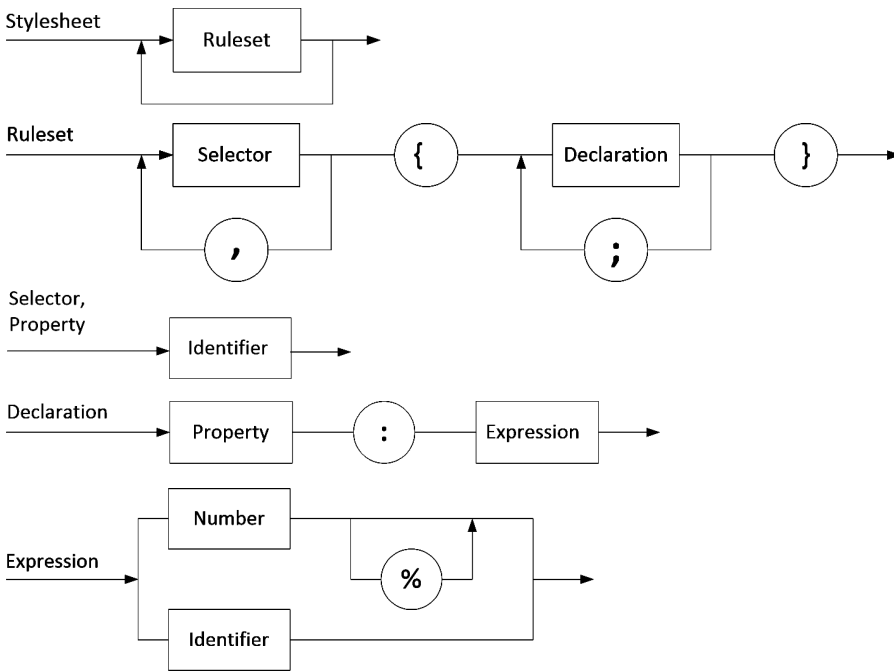 Stylesheet
Ruleset
Ruleset
Selector
{
Declaration
}
,
;
Selector,
Property
Identifier
Declaration
Property
:
Expression
Number
Expression
%
Identifier